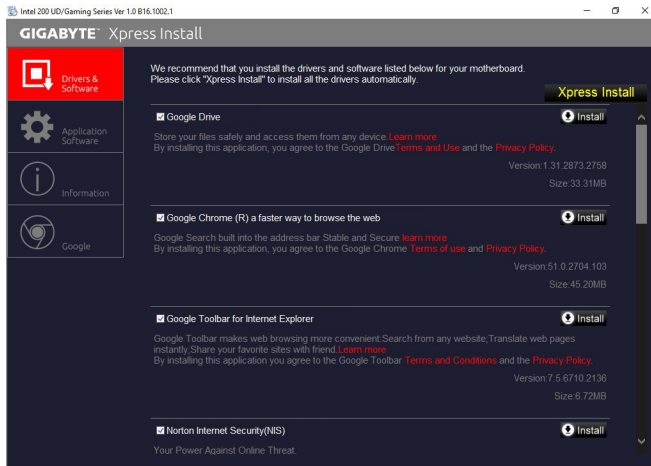 Intel 200 UD/Gaming Series Ver 1.0 B16.1002.1
GIGABYTE™ Xpress Install
We recommend that you install the drivers and software listed below for your motherboard.
Please click "Xpress Install" to install all the drivers automatically.
Xpress Install
Drivers &
Software
Application
Software
Information
Google
Google Drive
Install
Store your files safely and access them from any device.Learn more
By installing this application, you agree to the Google DriveTerms and Use and the Privacy Policy.
Version:1.31.2873.2758
Size:33.31MB
Google Chrome (R) a faster way to browse the web
Install
Google Search built into the address bar Stable and Secure learn more
By installing this application, you agree to the Google Chrome Terms of use and Privacy Policy.
Version:51.0.2704.103
Size:45.20MB
Google Toolbar for Internet Explorer
Install
Google Toolbar makes web browsing more convenient.Search from any website;Translate web pages
instantly;Share your favorite sites with friend.Learn more
By installing this application you agree to the Google Toolbar Terms and Conditions and the Privacy Policy.
Version:7.5.6710.2136
Size:6.72MB
Norton Internet Security(NIS)
Install
Your Power Against Online Threat.